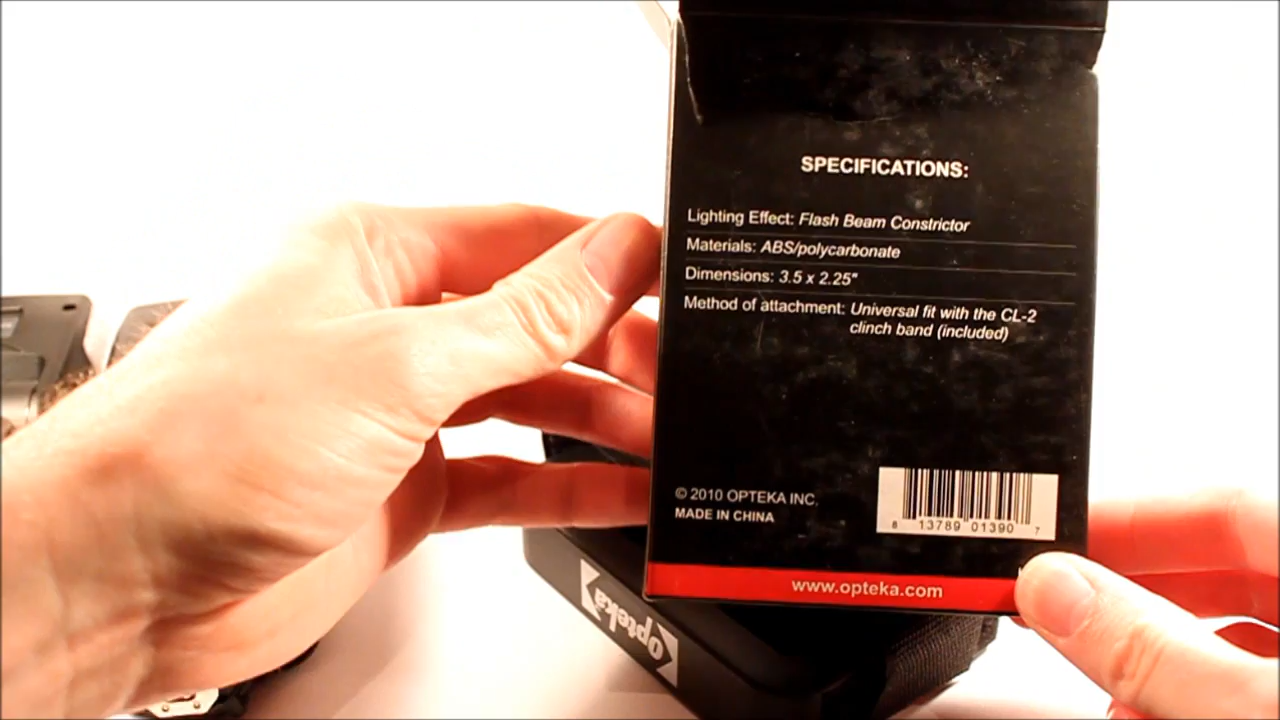 SPECIFICATIONS:
Lighting Effect: Flash Beam Constrictor
Materials: ABS/polycarbonate
Dimensions: 3.5 x 2.25"
Method of attachment: Universal fit with the CL-2
clinch band (included)
© 2010 OPTEKA INC.
MADE IN CHINA
8 13789 01390 7
www.opteka.com
Opteka